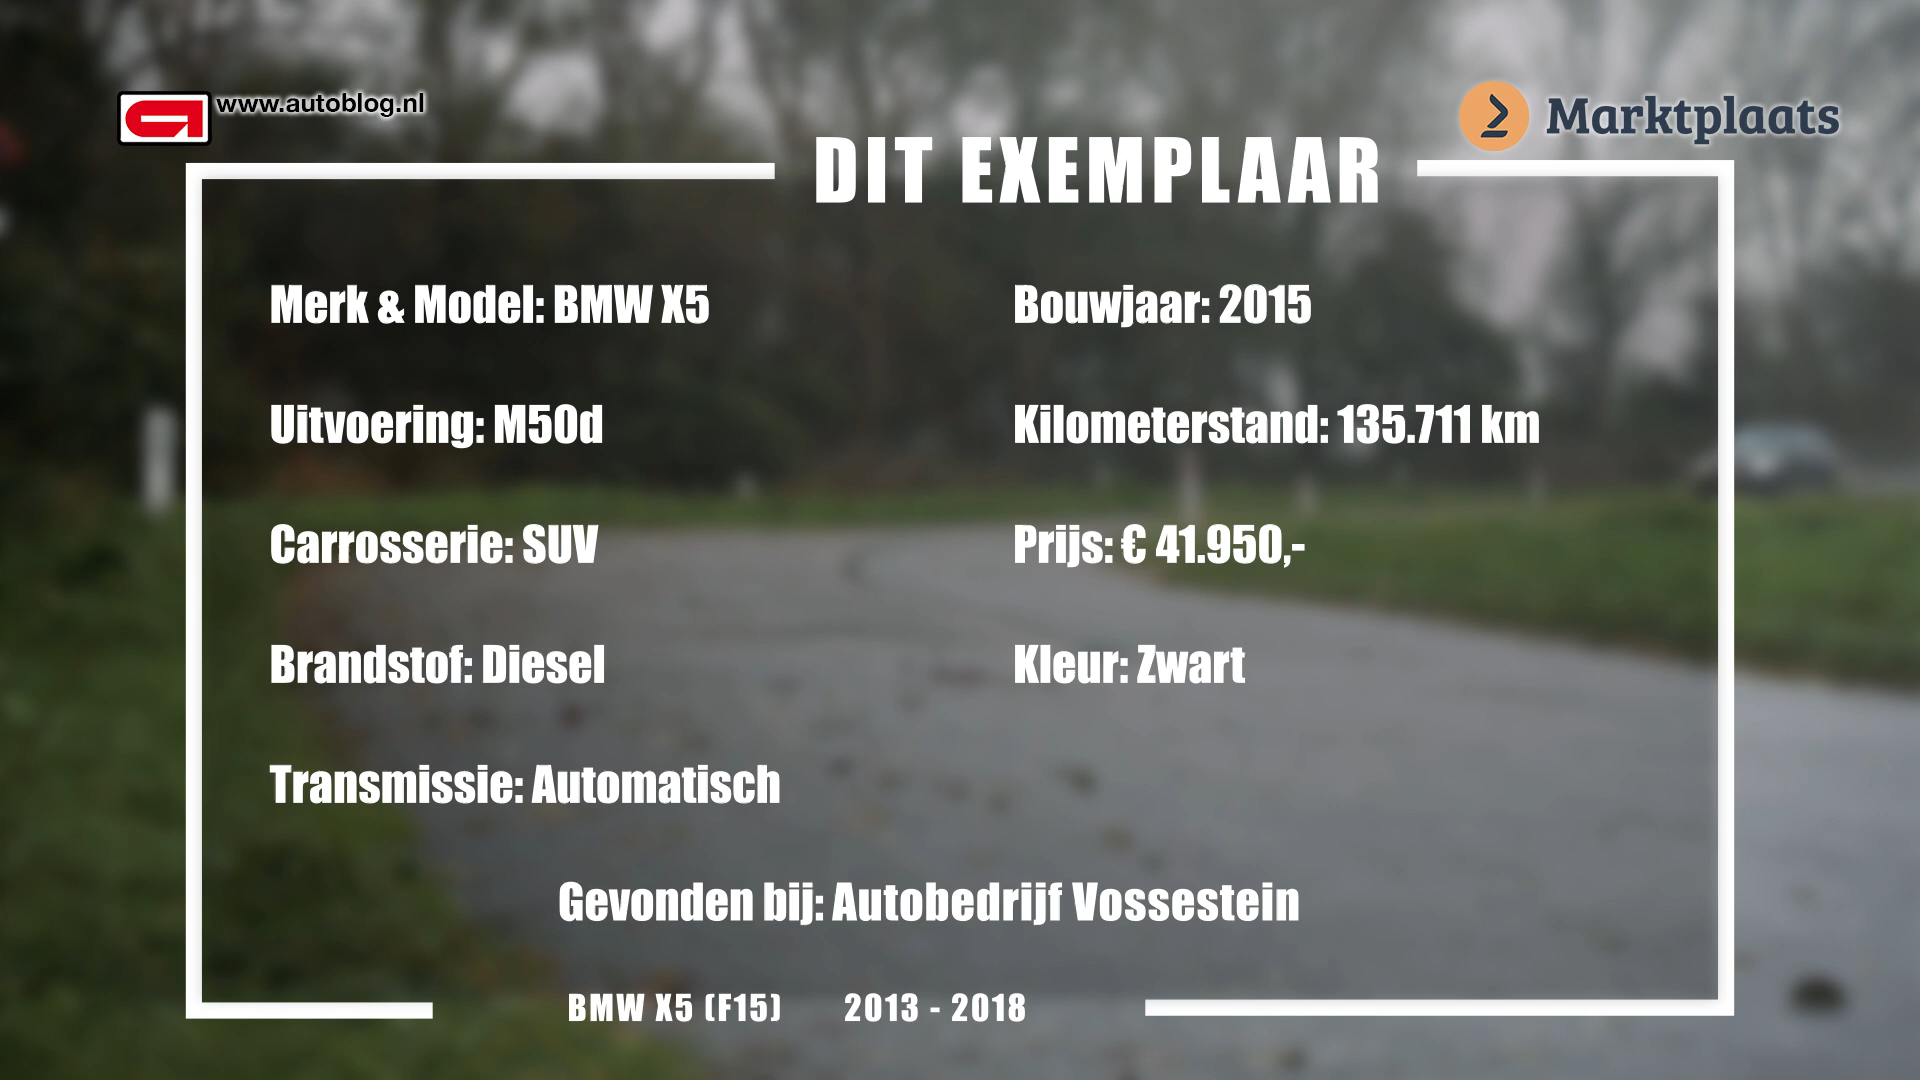 www.autoblog.nl
Marktplaats
DIT EXEMPLAAR
Merk & Model: BMW X5
Bouwjaar: 2015
Uitvoering: M50d
Kilometerstand: 135.711 km
Carrosserie: SUV
Prijs: € 41.950,-
Brandstof: Diesel
Kleur: Zwart
Transmissie: Automatisch
Gevonden bij: Autobedrijf Vossestein
BMW X5 (F15) 2013 - 2018